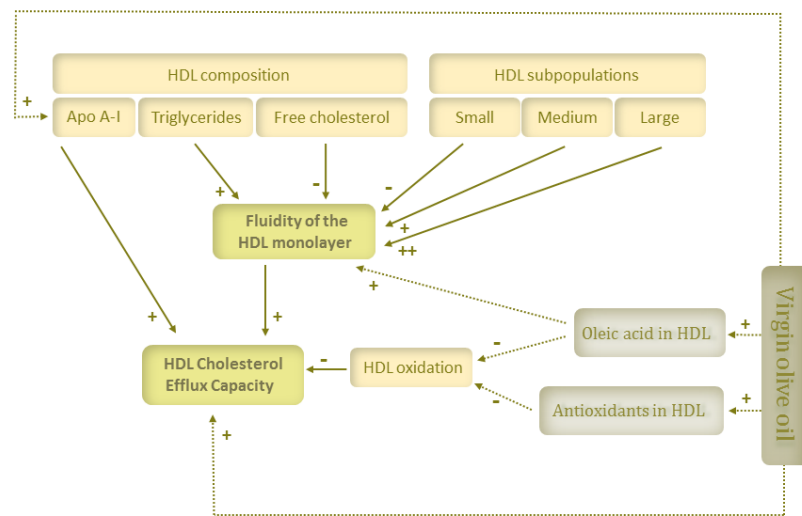 HDL composition
HDL subpopulations
+
Apo A-I
Triglycerides
Free cholesterol
Small
Medium
Large
+
-
-
+
++
Fluidity of the
HDL monolayer
+
+
+
HDL Cholesterol
Efflux Capacity
-
HDL oxidation
-
-
Oleic acid in HDL
+
Antioxidants in HDL
+
Virgin olive oil
+